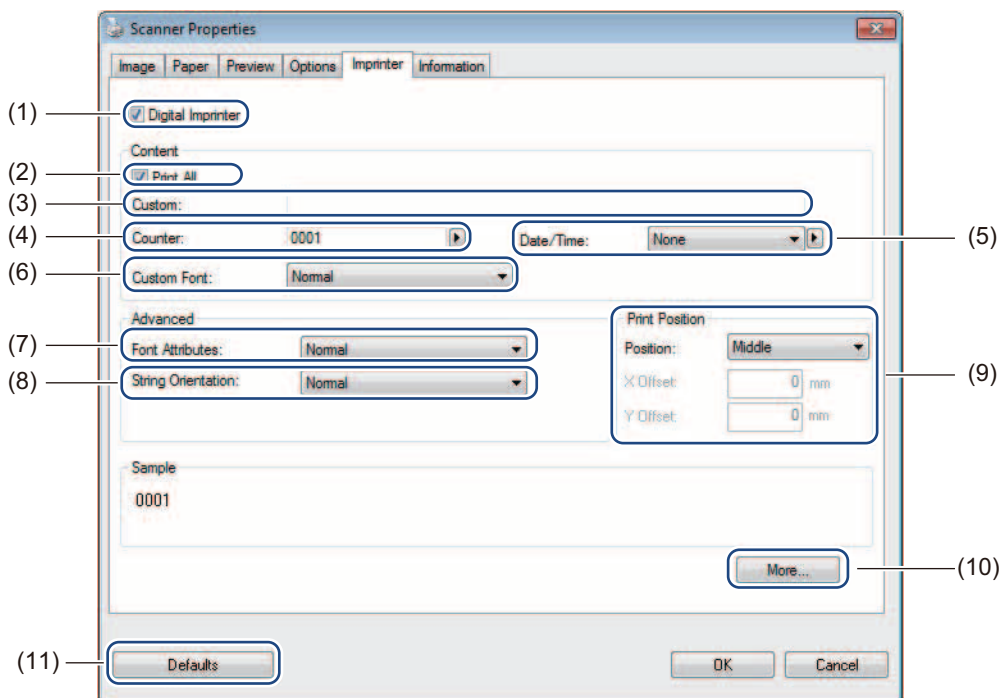 Scanner Properties
Image Paper Preview Options Imprinter Information
(1) Digital Imprinter
Content
(2) Print All
(3) Custom:
(4) Counter: 0001 Date/Time: None (5)
(6) Custom Font: Normal
Advanced Print Position
(7) Font Attributes: Normal Position: Middle
(8) String Orientation: Normal X Offset: 0 mm (9)
Y Offset: 0 mm
Sample
0001
More... (10)
(11) Defaults OK Cancel